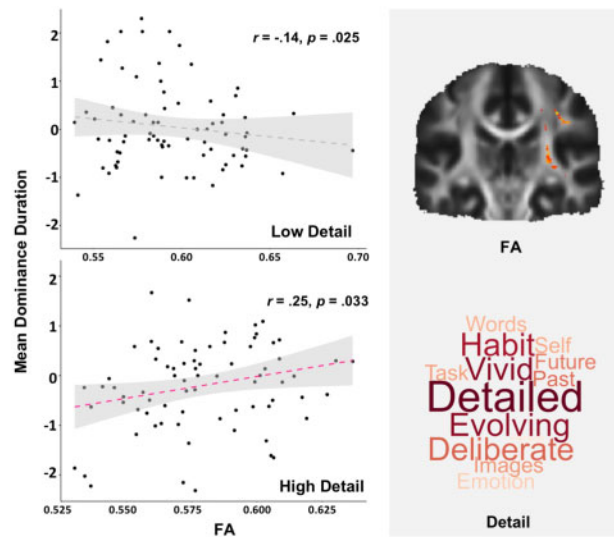 Mean Dominance Duration
2
1
0
-1
-2
r = -.14, p = .025
Low Detail
0.55
0.60
0.65
0.70
2
1
0
-1
-2
r = .25, p = .033
High Detail
0.525
0.550
0.575
0.600
0.625
FA
FA
Words
Habit Self
Vivid Future
Task Past
Detailed
Evolving
Deliberate
Images
Emotion
Detail